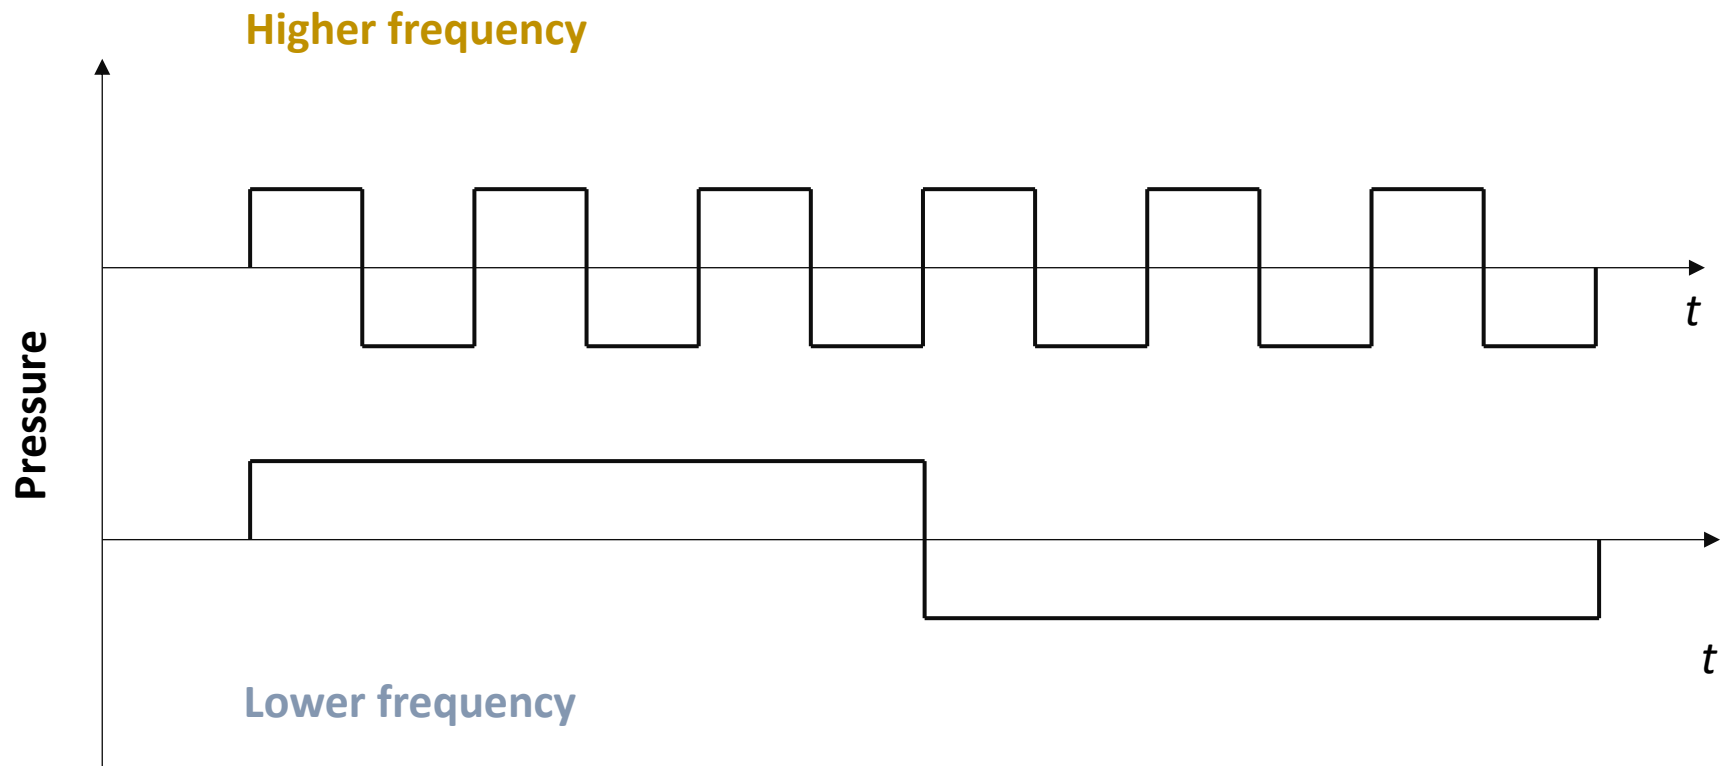 Higher frequency
t
Pressure
t
Lower frequency